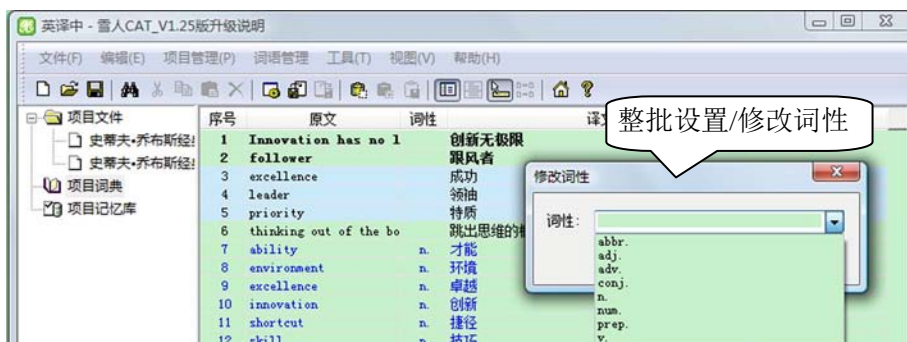 英译中 - 雪人CAT_V1.25版升级说明
文件(F) 编辑(E) 项目管理(P) 词语管理 工具(T) 视图(V) 帮助(H)
整批设置/修改词性
项目文件
史蒂夫•乔布斯经
史蒂夫•乔布斯经
项目词典
项目记忆库
序号 原文 词性 译文
1 Innovation has no l 创新无极限
2 follower 跟风者
3 excellence 成功
4 leader 领袖
5 priority 特质
6 thinking out of the bo 跳出思维的
7 ability n. 才能
8 environment n. 环境
9 excellence n. 卓越
10 innovation n. 创新
11 shortcut n. 捷径
12 skill n. 技巧
修改词性
词性:
abbr.
adj.
adv.
conj.
n.
num.
prep.
v.